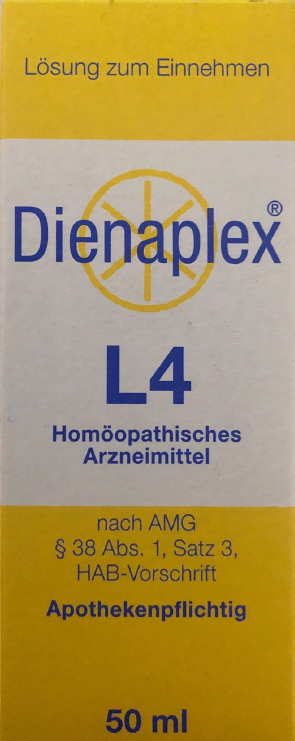 Lösung zum Einnehmen
Dienaplex®
L4
Homöopathisches
Arzneimittel
nach AMG
§ 38 Abs. 1, Satz 3,
HAB-Vorschrift
Apothekenpflichtig
50 ml